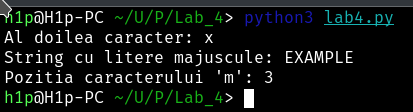 h1p@H1p-PC ~/U/P/Lab_4> python3 lab4.py
Al doilea caracter: x
String cu litere majuscule: EXAMPLE
Pozitia caracterului 'm': 3
h1p@H1p-PC ~/U/P/Lab_4>